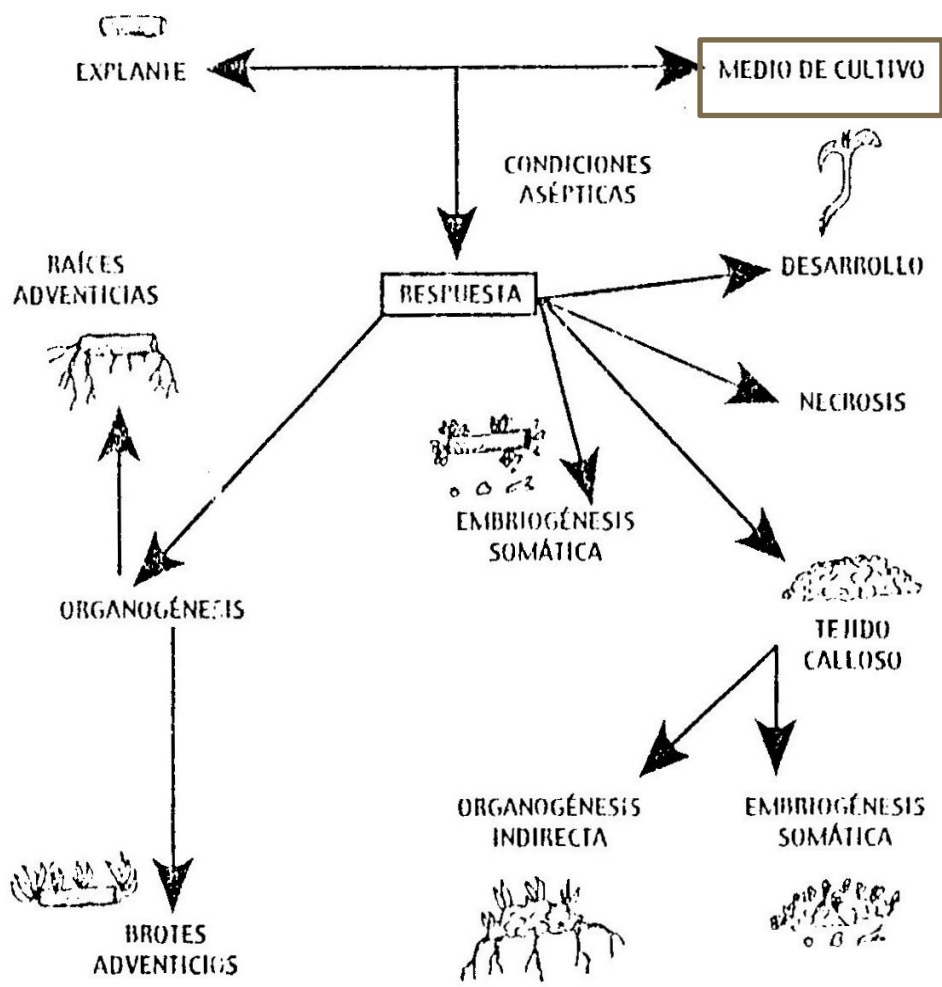 EXPLANTE
MEDIO DE CULTIVO
CONDICIONES
ASÉPTICAS
RAÍCES
ADVENTICIAS
RESPUESTA
DESARROLLO
NECROSIS
EMBRIOGÉNESIS
SOMÁTICA
ORGANOGÉNESIS
TEJIDO
CALLOSO
ORGANOGÉNESIS
INDIRECTA
EMBRIOGÉNESIS
SOMÁTICA
BROTES
ADVENTICIOS